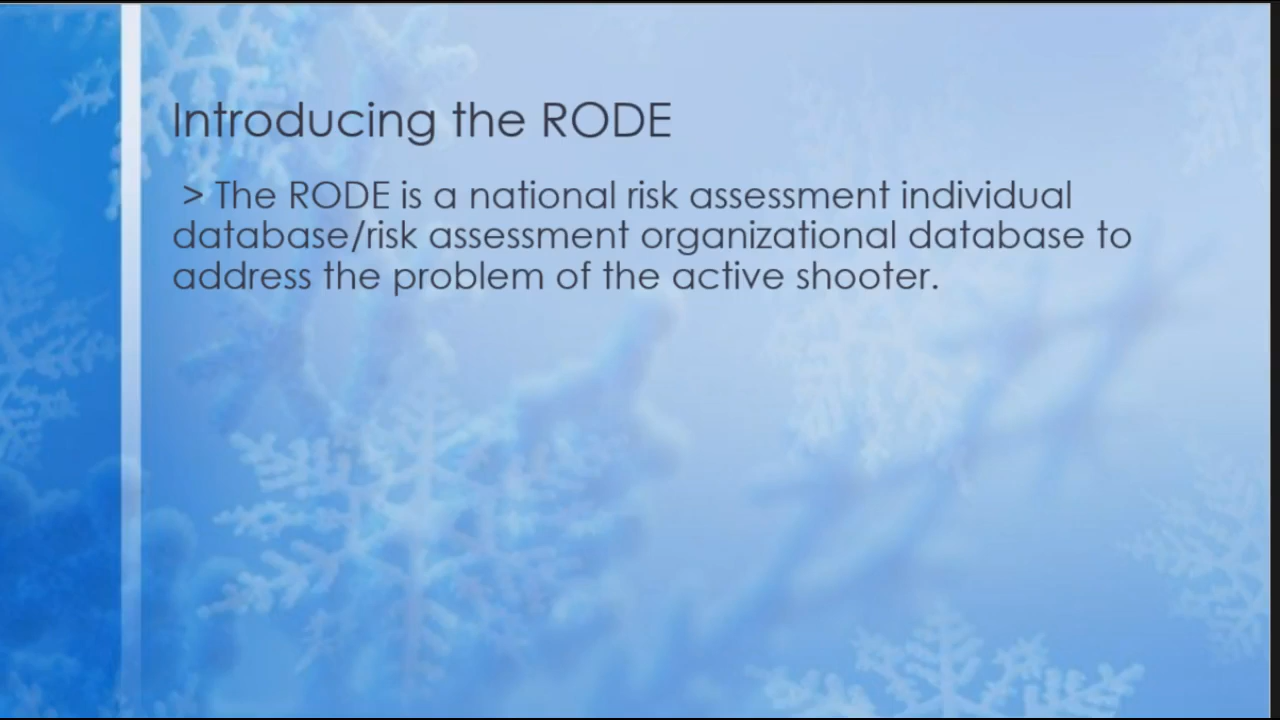 Introducing the RODE
> The RODE is a national risk assessment individual
database/risk assessment organizational database to
address the problem of the active shooter.